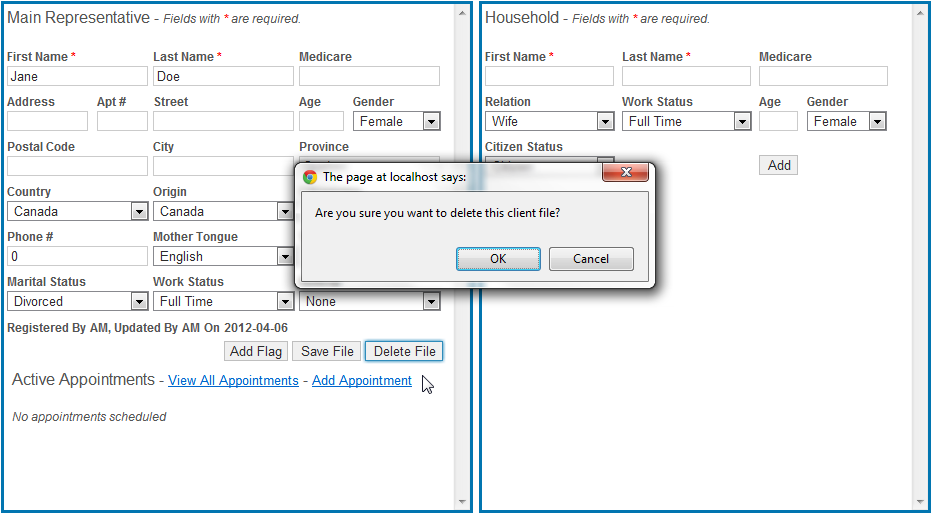 Main Representative - Fields with * are required.
First Name * Last Name * Medicare
Jane Doe
Address Apt # Street Age Gender
Female
Postal Code City Province
Country Origin
Canada Canada
Phone # Mother Tongue
0 English
Marital Status Work Status
Divorced Full Time None
Registered By AM, Updated By AM On 2012-04-06
Add Flag Save File Delete File
Active Appointments - View All Appointments - Add Appointment
No appointments scheduled
The page at localhost says:
Are you sure you want to delete this client file?
OK Cancel
Household - Fields with * are required.
First Name * Last Name * Medicare
Relation Work Status Age Gender
Wife Full Time Female
Citizen Status
Add